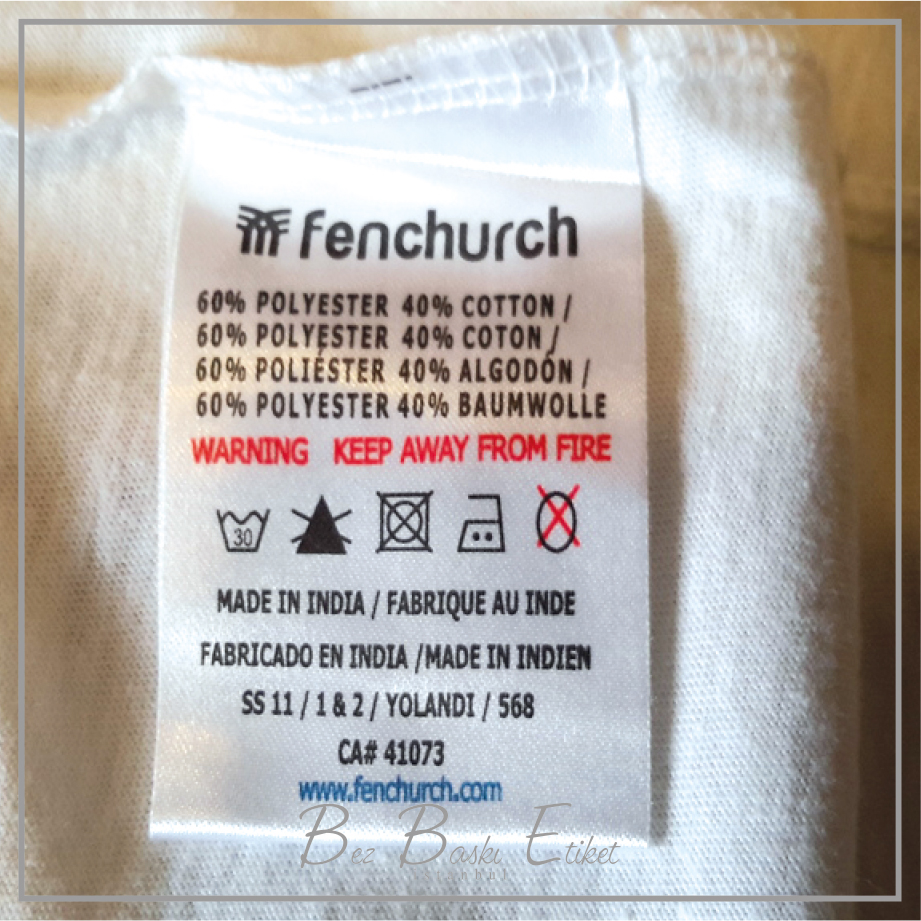 fenchurch
60% POLYESTER 40% COTTON /
60% POLYESTER 40% COTON /
60% POLIÉSTER 40% ALGODÓN /
60% POLYESTER 40% BAUMWOLLE
WARNING KEEP AWAY FROM FIRE
30
MADE IN INDIA / FABRIQUE AU INDE
FABRICADO EN INDIA /MADE IN INDIEN
SS 11 / 1 & 2 / YOLANDI / 568
CA# 41073
www.fenchurch.com
Bez Baskı Etiket